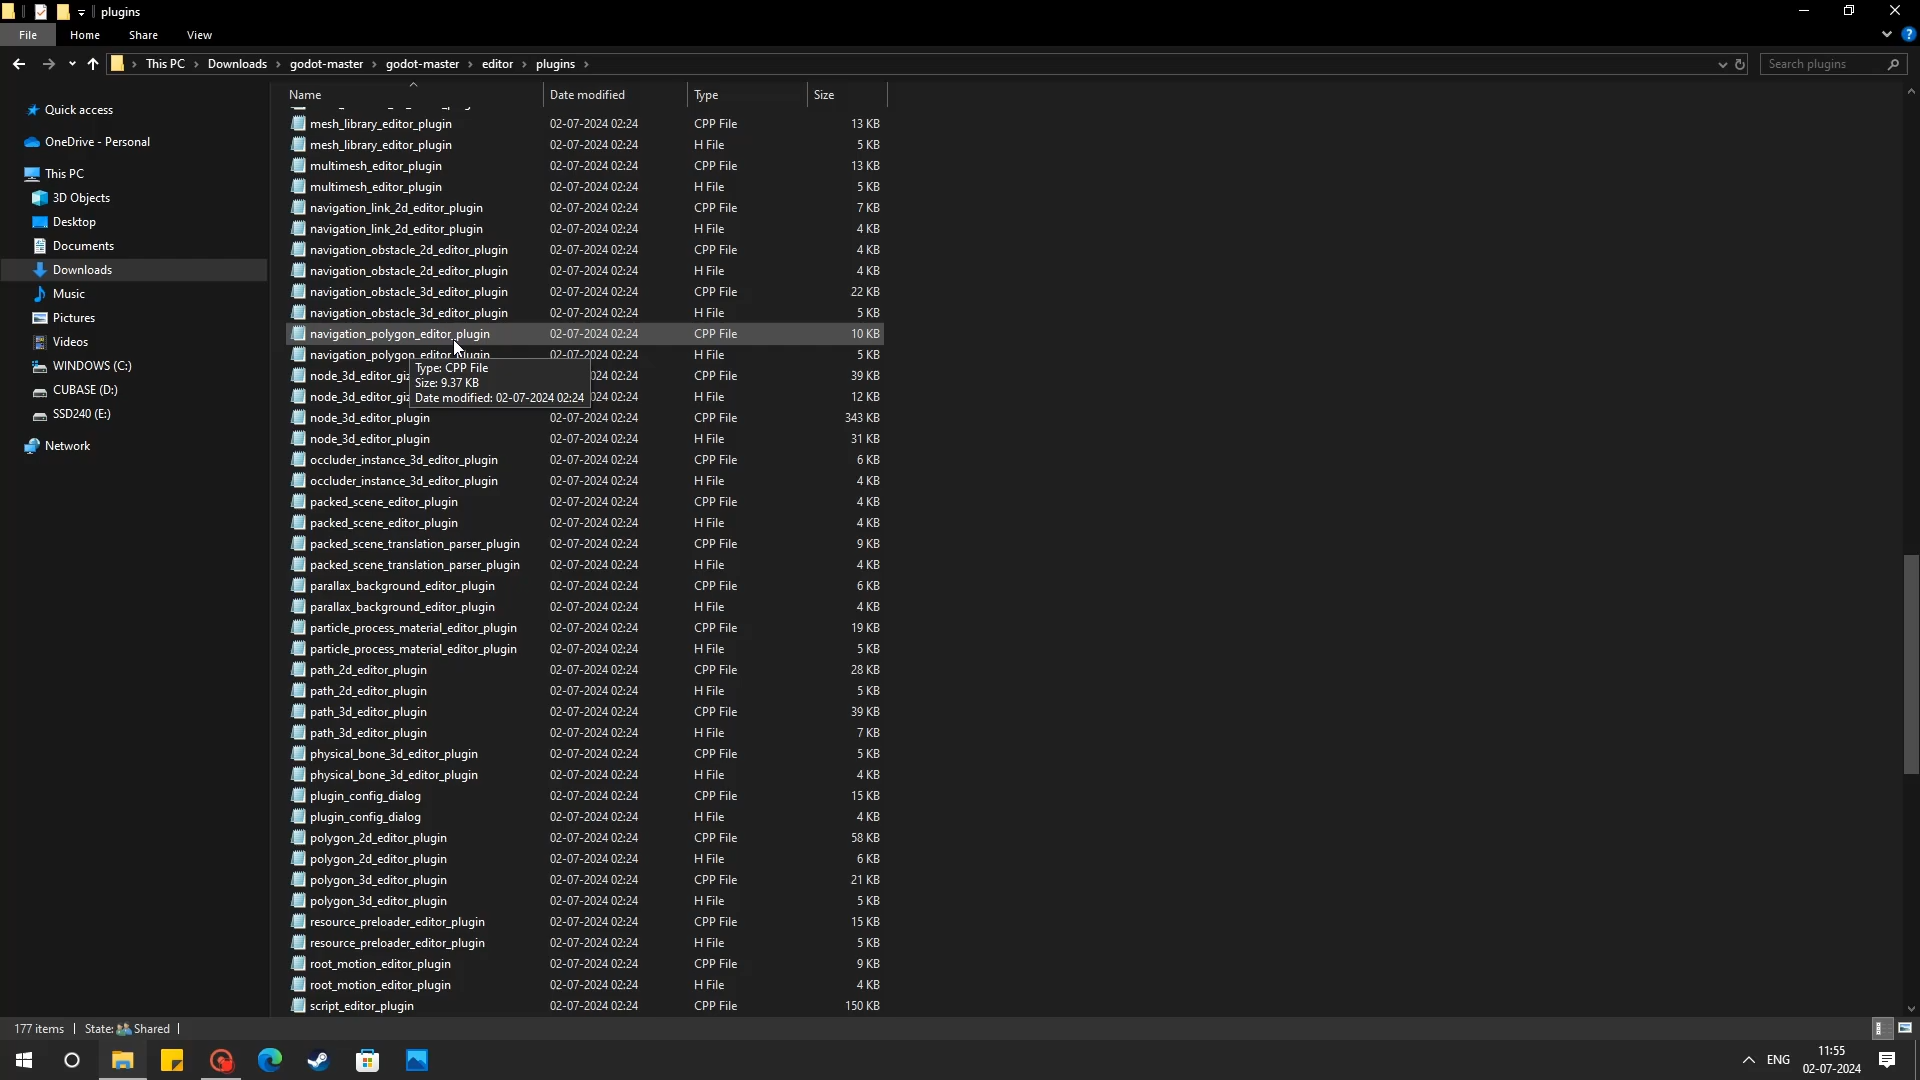 plugins
File Home Share View
This PC > Downloads > godot-master > godot-master > editor > plugins >
Search plugins
Quick access
OneDrive - Personal
This PC
3D Objects
Desktop
Documents
Downloads
Music
Pictures
Videos
WINDOWS (C:)
CUBASE (D:)
SSD240 (E:)
Network
Name Date modified Type Size
mesh_library_editor_plugin 02-07-2024 02:24 CPP File 13 KB
mesh_library_editor_plugin 02-07-2024 02:24 H File 5 KB
multimesh_editor_plugin 02-07-2024 02:24 CPP File 13 KB
multimesh_editor_plugin 02-07-2024 02:24 H File 5 KB
navigation_link_2d_editor_plugin 02-07-2024 02:24 CPP File 7 KB
navigation_link_2d_editor_plugin 02-07-2024 02:24 H File 4 KB
navigation_obstacle_2d_editor_plugin 02-07-2024 02:24 CPP File 4 KB
navigation_obstacle_2d_editor_plugin 02-07-2024 02:24 H File 4 KB
navigation_obstacle_3d_editor_plugin 02-07-2024 02:24 CPP File 22 KB
navigation_obstacle_3d_editor_plugin 02-07-2024 02:24 H File 5 KB
navigation_polygon_editor_plugin 02-07-2024 02:24 CPP File 10 KB
navigation_polygon_editor_plugin 02-07-2024 02:24 H File 5 KB
Type: CPP File
Size: 9.37 KB
Date modified: 02-07-2024 02:24
node_3d_editor_giz 024 02:24 CPP File 39 KB
node_3d_editor_giz 024 02:24 H File 12 KB
node_3d_editor_plugin 02-07-2024 02:24 CPP File 343 KB
node_3d_editor_plugin 02-07-2024 02:24 H File 31 KB
occluder_instance_3d_editor_plugin 02-07-2024 02:24 CPP File 6 KB
occluder_instance_3d_editor_plugin 02-07-2024 02:24 H File 4 KB
packed_scene_editor_plugin 02-07-2024 02:24 CPP File 4 KB
packed_scene_editor_plugin 02-07-2024 02:24 H File 4 KB
packed_scene_translation_parser_plugin 02-07-2024 02:24 CPP File 9 KB
packed_scene_translation_parser_plugin 02-07-2024 02:24 H File 4 KB
parallax_background_editor_plugin 02-07-2024 02:24 CPP File 6 KB
parallax_background_editor_plugin 02-07-2024 02:24 H File 4 KB
particle_process_material_editor_plugin 02-07-2024 02:24 CPP File 19 KB
particle_process_material_editor_plugin 02-07-2024 02:24 H File 5 KB
path_2d_editor_plugin 02-07-2024 02:24 CPP File 28 KB
path_2d_editor_plugin 02-07-2024 02:24 H File 5 KB
path_3d_editor_plugin 02-07-2024 02:24 CPP File 39 KB
path_3d_editor_plugin 02-07-2024 02:24 H File 7 KB
physical_bone_3d_editor_plugin 02-07-2024 02:24 CPP File 5 KB
physical_bone_3d_editor_plugin 02-07-2024 02:24 H File 4 KB
plugin_config_dialog 02-07-2024 02:24 CPP File 15 KB
plugin_config_dialog 02-07-2024 02:24 H File 4 KB
polygon_2d_editor_plugin 02-07-2024 02:24 CPP File 58 KB
polygon_2d_editor_plugin 02-07-2024 02:24 H File 6 KB
polygon_3d_editor_plugin 02-07-2024 02:24 CPP File 21 KB
polygon_3d_editor_plugin 02-07-2024 02:24 H File 5 KB
resource_preloader_editor_plugin 02-07-2024 02:24 CPP File 15 KB
resource_preloader_editor_plugin 02-07-2024 02:24 H File 5 KB
root_motion_editor_plugin 02-07-2024 02:24 CPP File 9 KB
root_motion_editor_plugin 02-07-2024 02:24 H File 4 KB
script_editor_plugin 02-07-2024 02:24 CPP File 150 KB
177 items State: Shared
ENG
11:55
02-07-2024